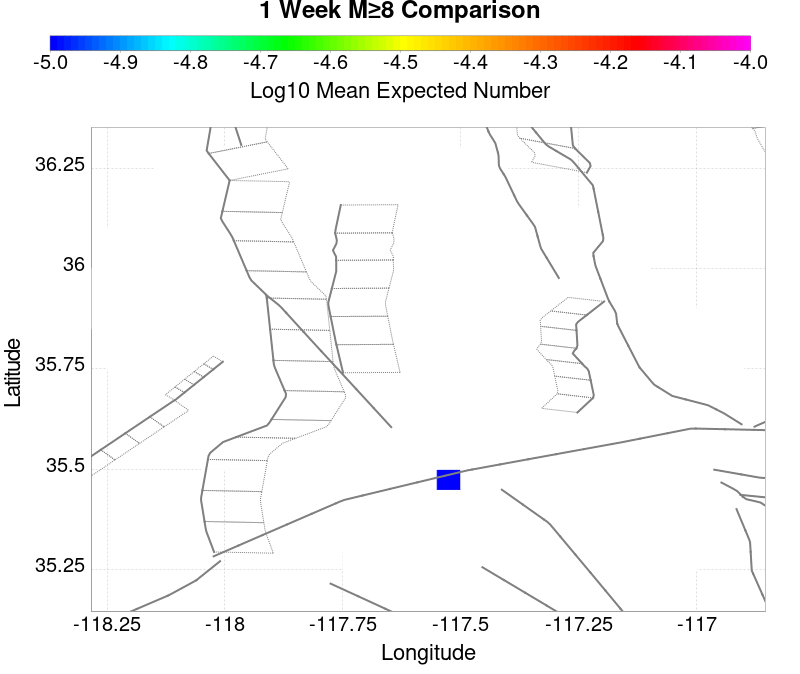 1 Week M≥8 Comparison
-5.0 -4.9 -4.8 -4.7 -4.6 -4.5 -4.4 -4.3 -4.2 -4.1 -4.0
Log10 Mean Expected Number
36.25
36
35.75
35.5
35.25
Latitude
-118.25 -118 -117.75 -117.5 -117.25 -117
Longitude